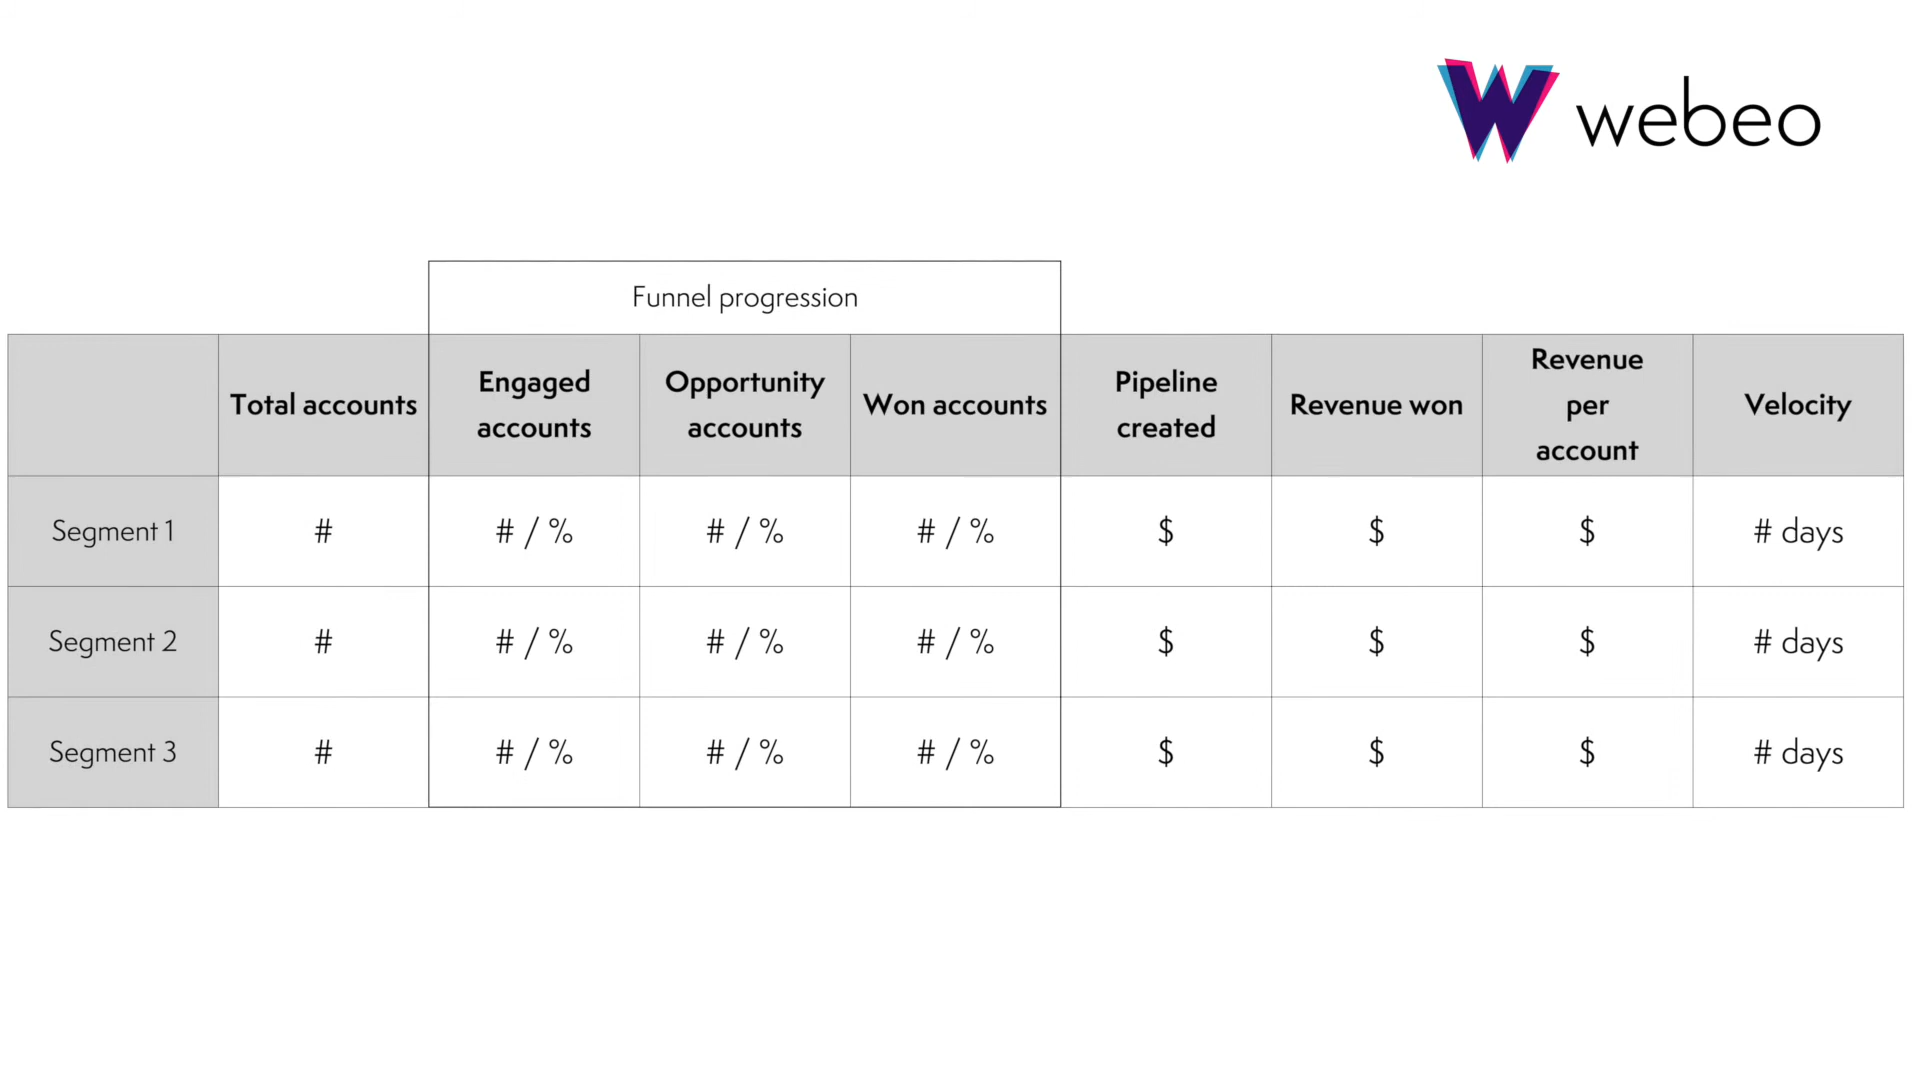 webeo
Funnel progression
Total accounts
Engaged
accounts
Opportunity
accounts
Won accounts
Pipeline
created
Revenue won
Revenue
per
account
Velocity
Segment 1 # # / % # / % # / % $ $ $ # days
Segment 2 # # / % # / % # / % $ $ $ # days
Segment 3 # # / % # / % # / % $ $ $ # days